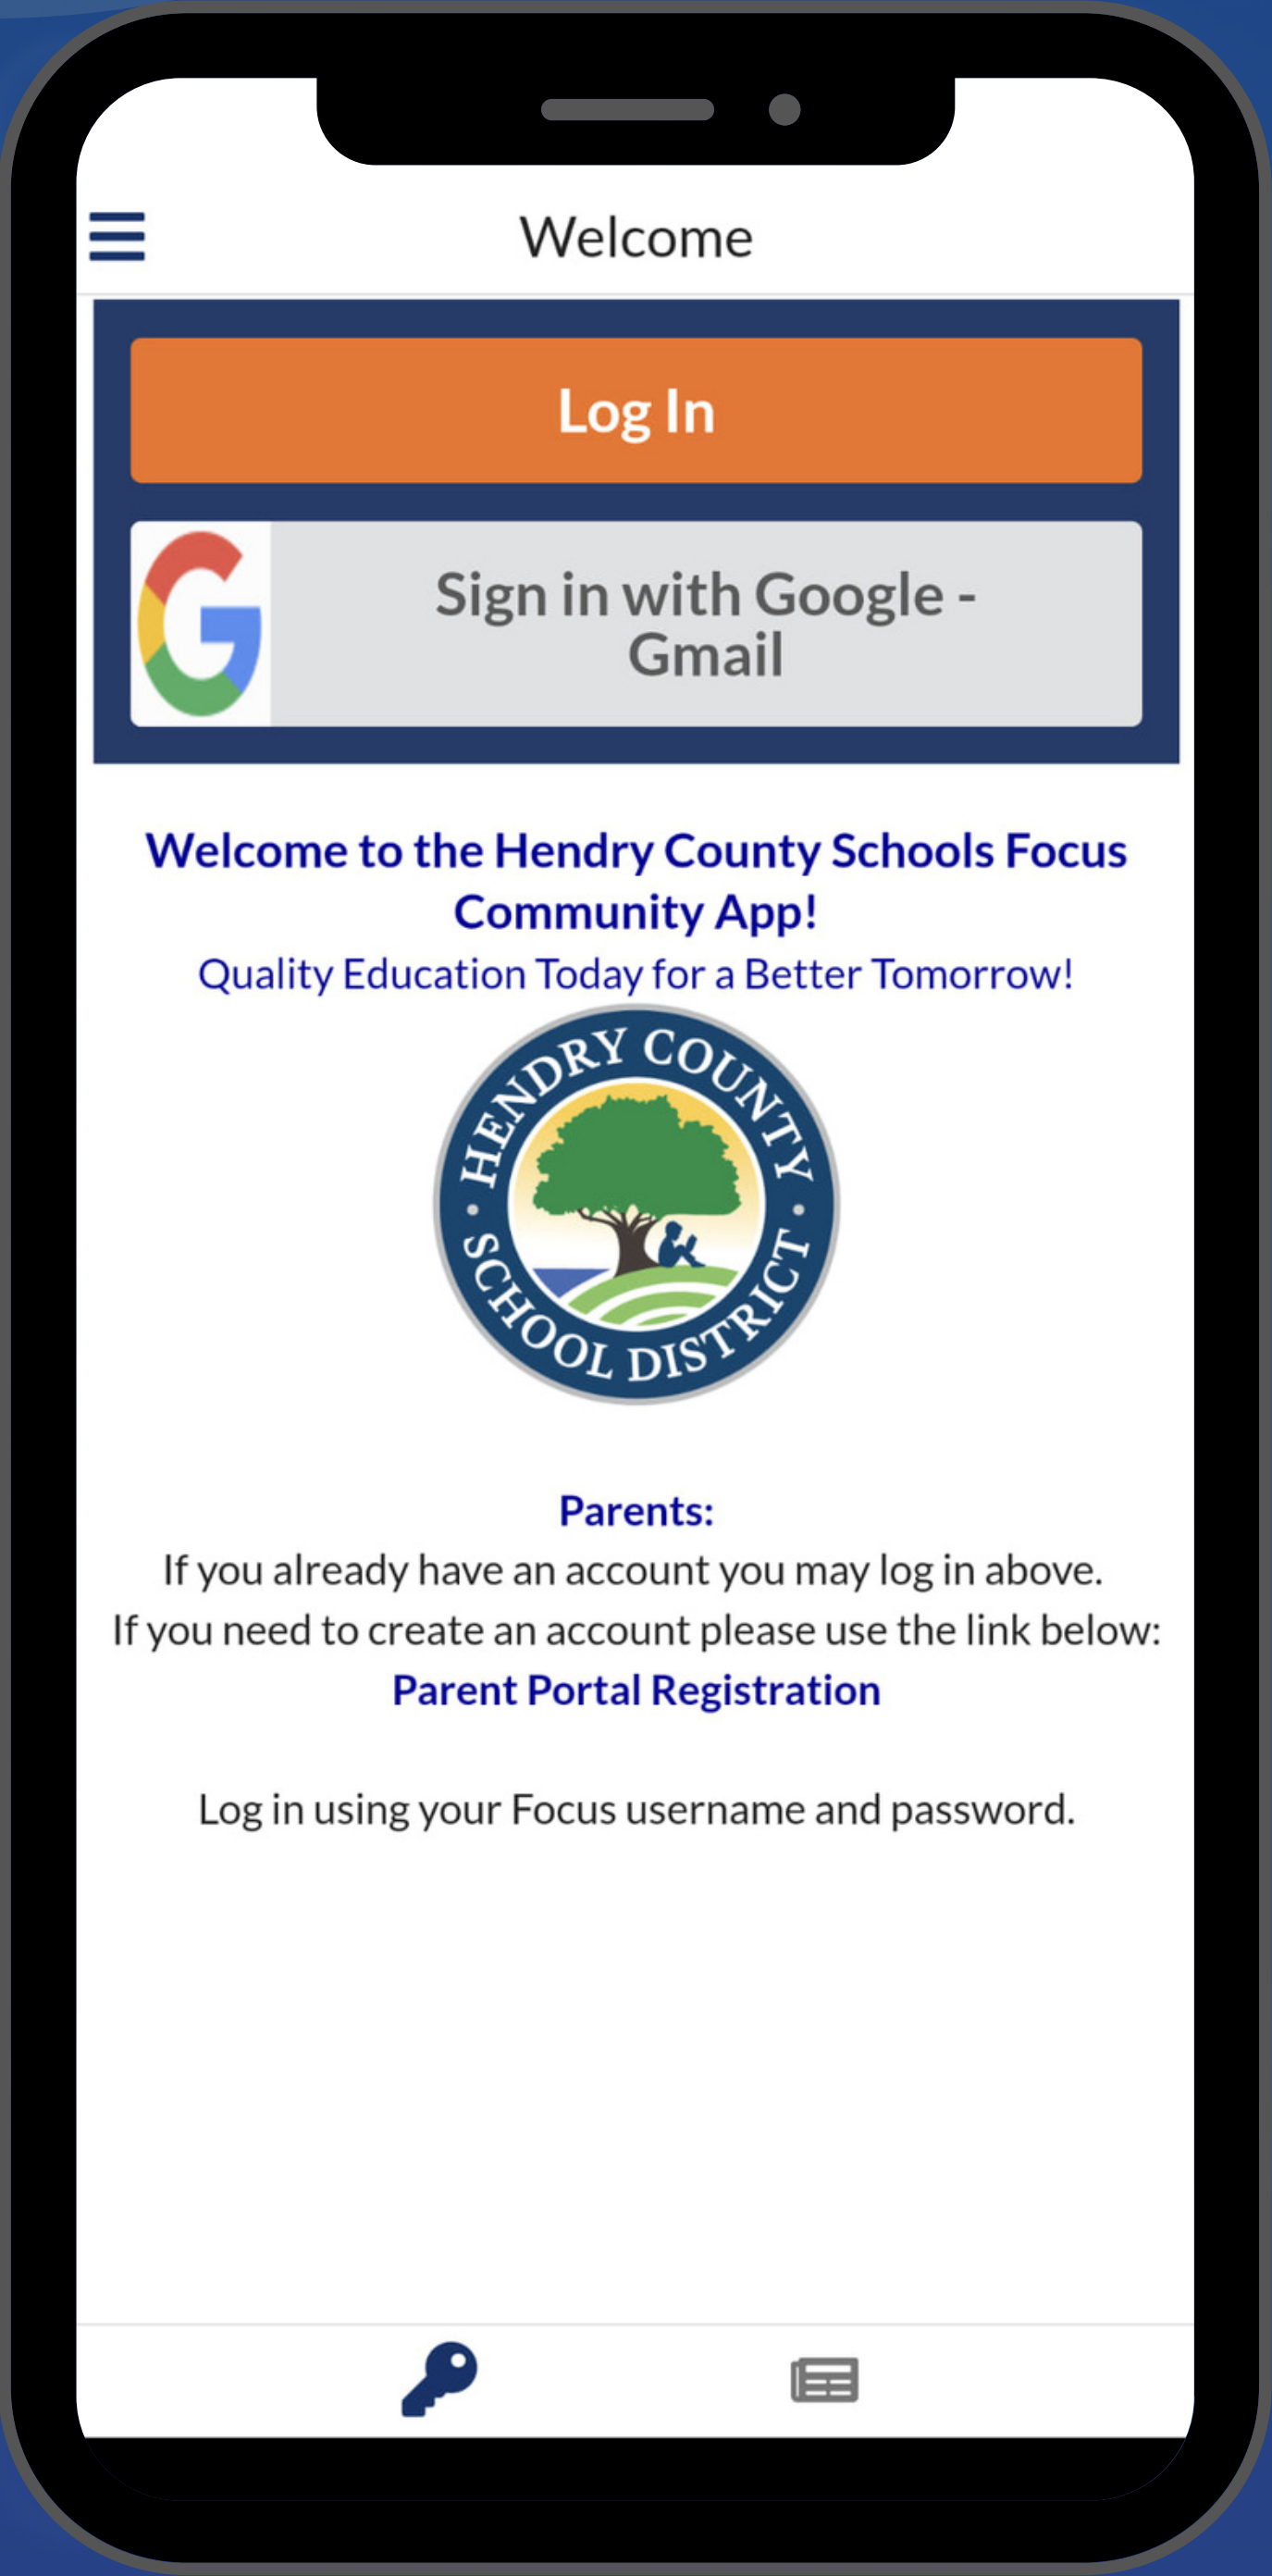 Welcome
Log In
Sign in with Google -
Gmail
Welcome to the Hendry County Schools Focus
Community App!
Quality Education Today for a Better Tomorrow!
HENDRY COUNTY
SCHOOL DISTRICT
Parents:
If you already have an account you may log in above.
If you need to create an account please use the link below:
Parent Portal Registration
Log in using your Focus username and password.